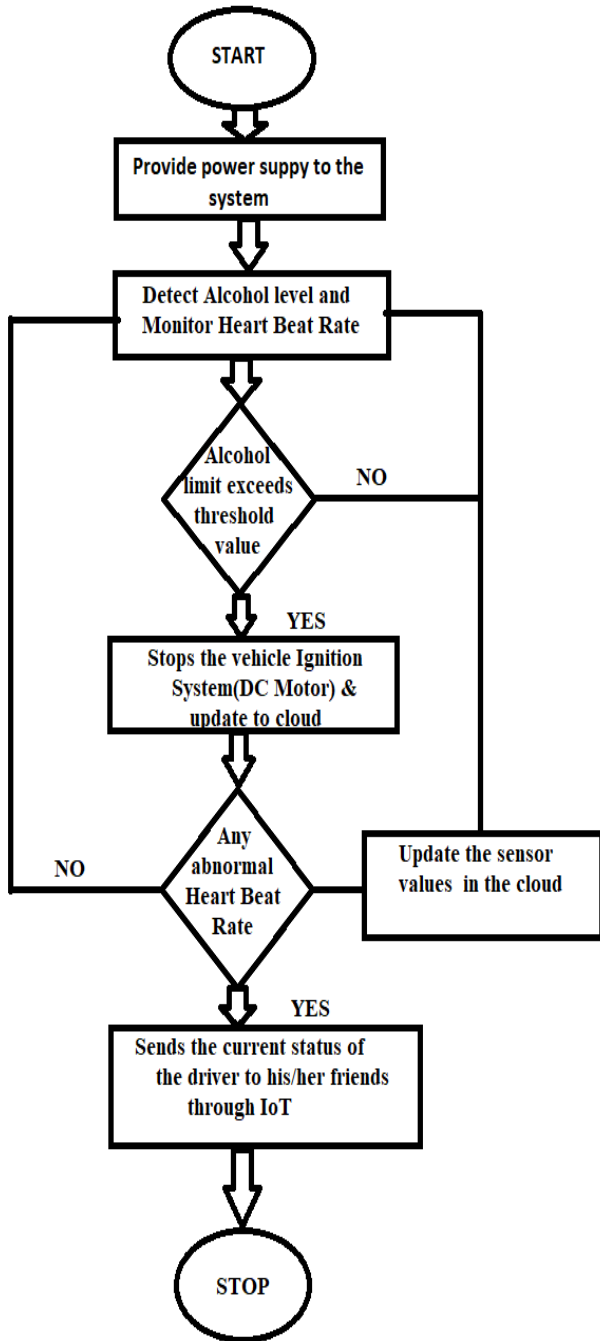 START
Provide power suppy to the
system
Detect Alcohol level and
Monitor Heart Beat Rate
Alcohol
limit exceeds
threshold
value
NO
YES
Stops the vehicle Ignition
System(DC Motor) &
update to cloud
Any
abnormal
Heart Beat
Rate
NO
Update the sensor
values in the cloud
YES
Sends the current status of
the driver to his/her friends
through IoT
STOP